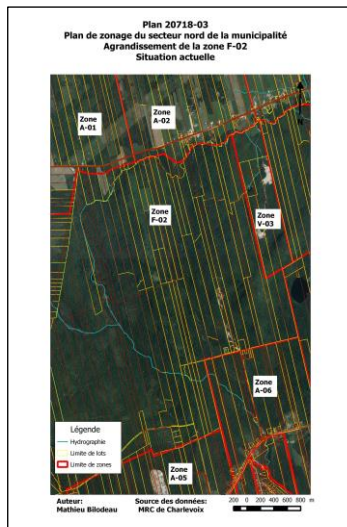 Plan 20718-03
Plan de zonage du secteur nord de la municipalité
Agrandissement de la zone F-02
Situation actuelle
Zone
A-01
Zone
A-02
Zone
F-02
Zone
V-03
Zone
A-06
Zone
A-05
Légende
Hydrographie
Limite de lots
Limite de zones
Auteur:
Mathieu Bilodeau
Source des données:
MRC de Charlevoix
200 0 200 400 600 800 m